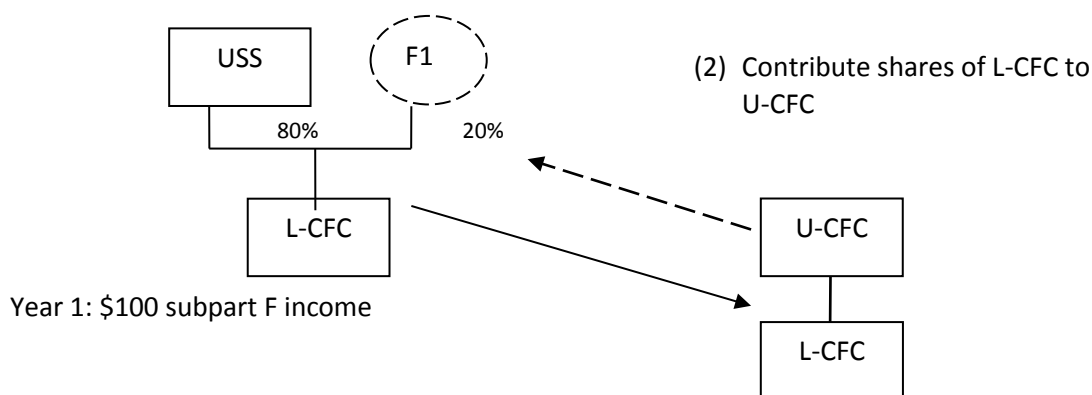 USS
F1
(2) Contribute shares of L-CFC to
U-CFC
80%
20%
L-CFC
U-CFC
Year 1: $100 subpart F income
L-CFC